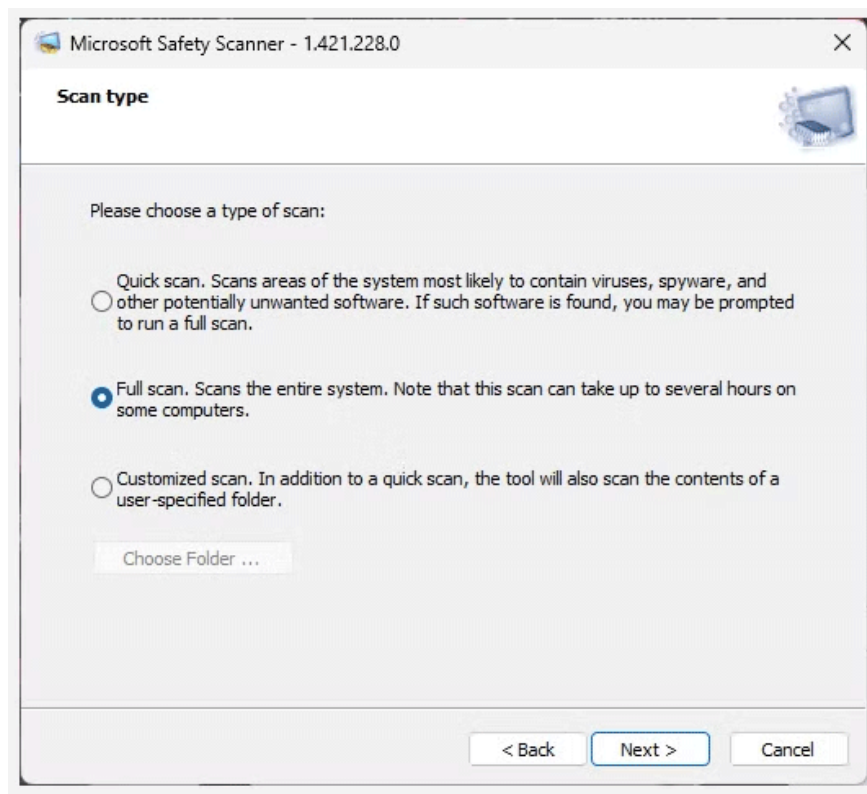 Microsoft Safety Scanner - 1.421.228.0
Scan type
Please choose a type of scan:
Quick scan. Scans areas of the system most likely to contain viruses, spyware, and
other potentially unwanted software. If such software is found, you may be prompted
to run a full scan.
Full scan. Scans the entire system. Note that this scan can take up to several hours on
some computers.
Customized scan. In addition to a quick scan, the tool will also scan the contents of a
user-specified folder.
Choose Folder ...
< Back
Next >
Cancel